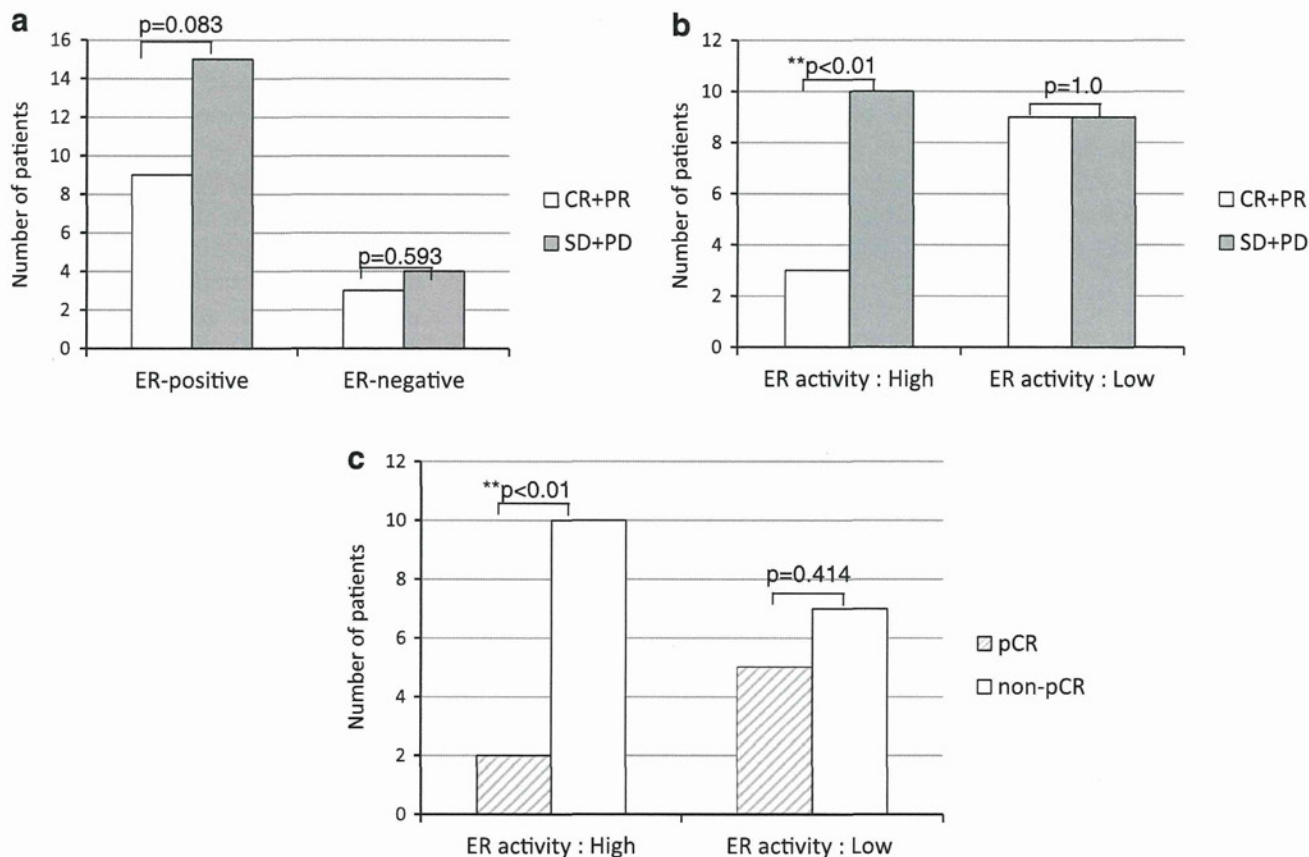 a
p=0.083
16
14
12
10
8
6
4
2
0
Number of patients
p=0.593
ER-positive
ER-negative
CR+PR
SD+PD
b
12
10
8
6
4
2
0
Number of patients
**p<0.01
p=1.0
ER activity : High
ER activity : Low
CR+PR
SD+PD
c
12
10
8
6
4
2
0
Number of patients
**p<0.01
p=0.414
ER activity : High
ER activity : Low
pCR
non-pCR